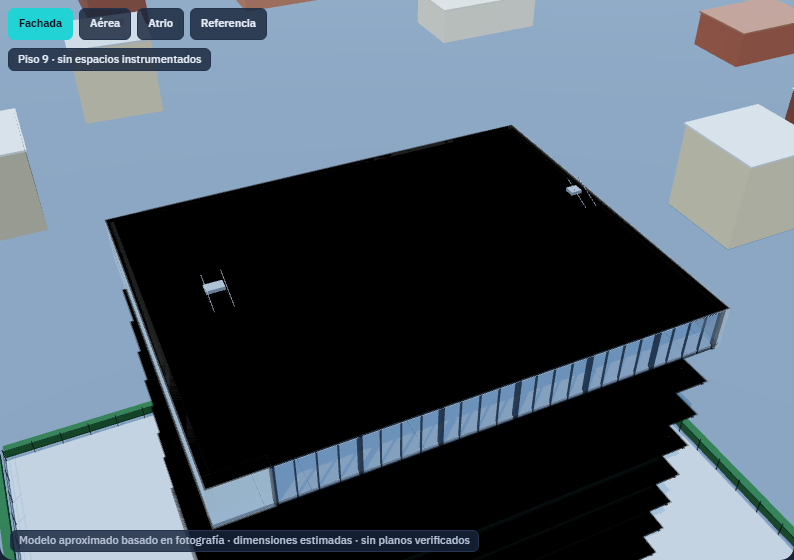 Fachada
Aérea
Atrio
Referencia
Piso 9 · sin espacios instrumentados
Modelo aproximado basado en fotografía · dimensiones estimadas · sin planos verificados